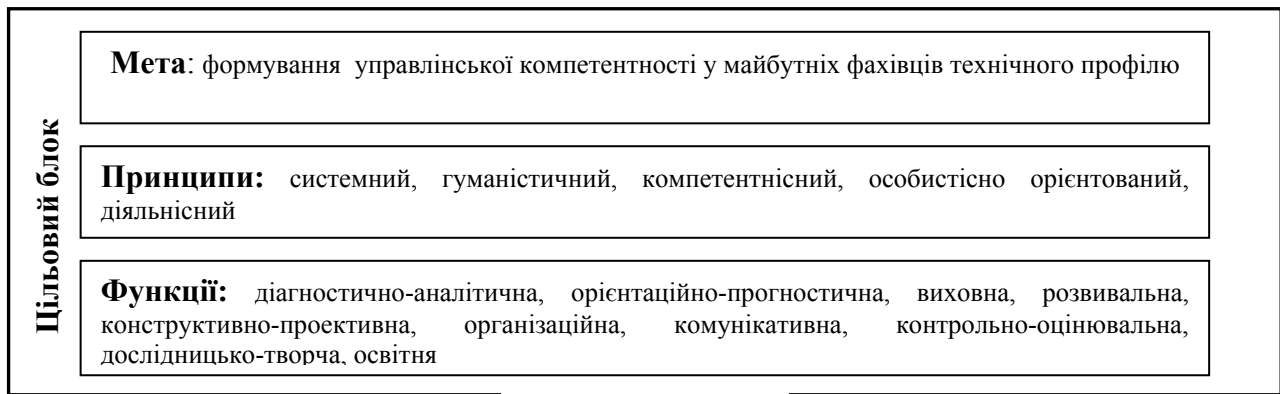 Цільовий блок
Мета: формування управлінської компетентності у майбутніх фахівців технічного профілю
Принципи: системний, гуманістичний, компетентнісний, особистісно орієнтований,
діяльнісний
Функції: діагностично-аналітична, орієнтаційно-прогностична, виховна, розвивальна,
конструктивно-проективна, організаційна, комунікативна, контрольно-оцінювальна,
дослідницько-творча, освітня